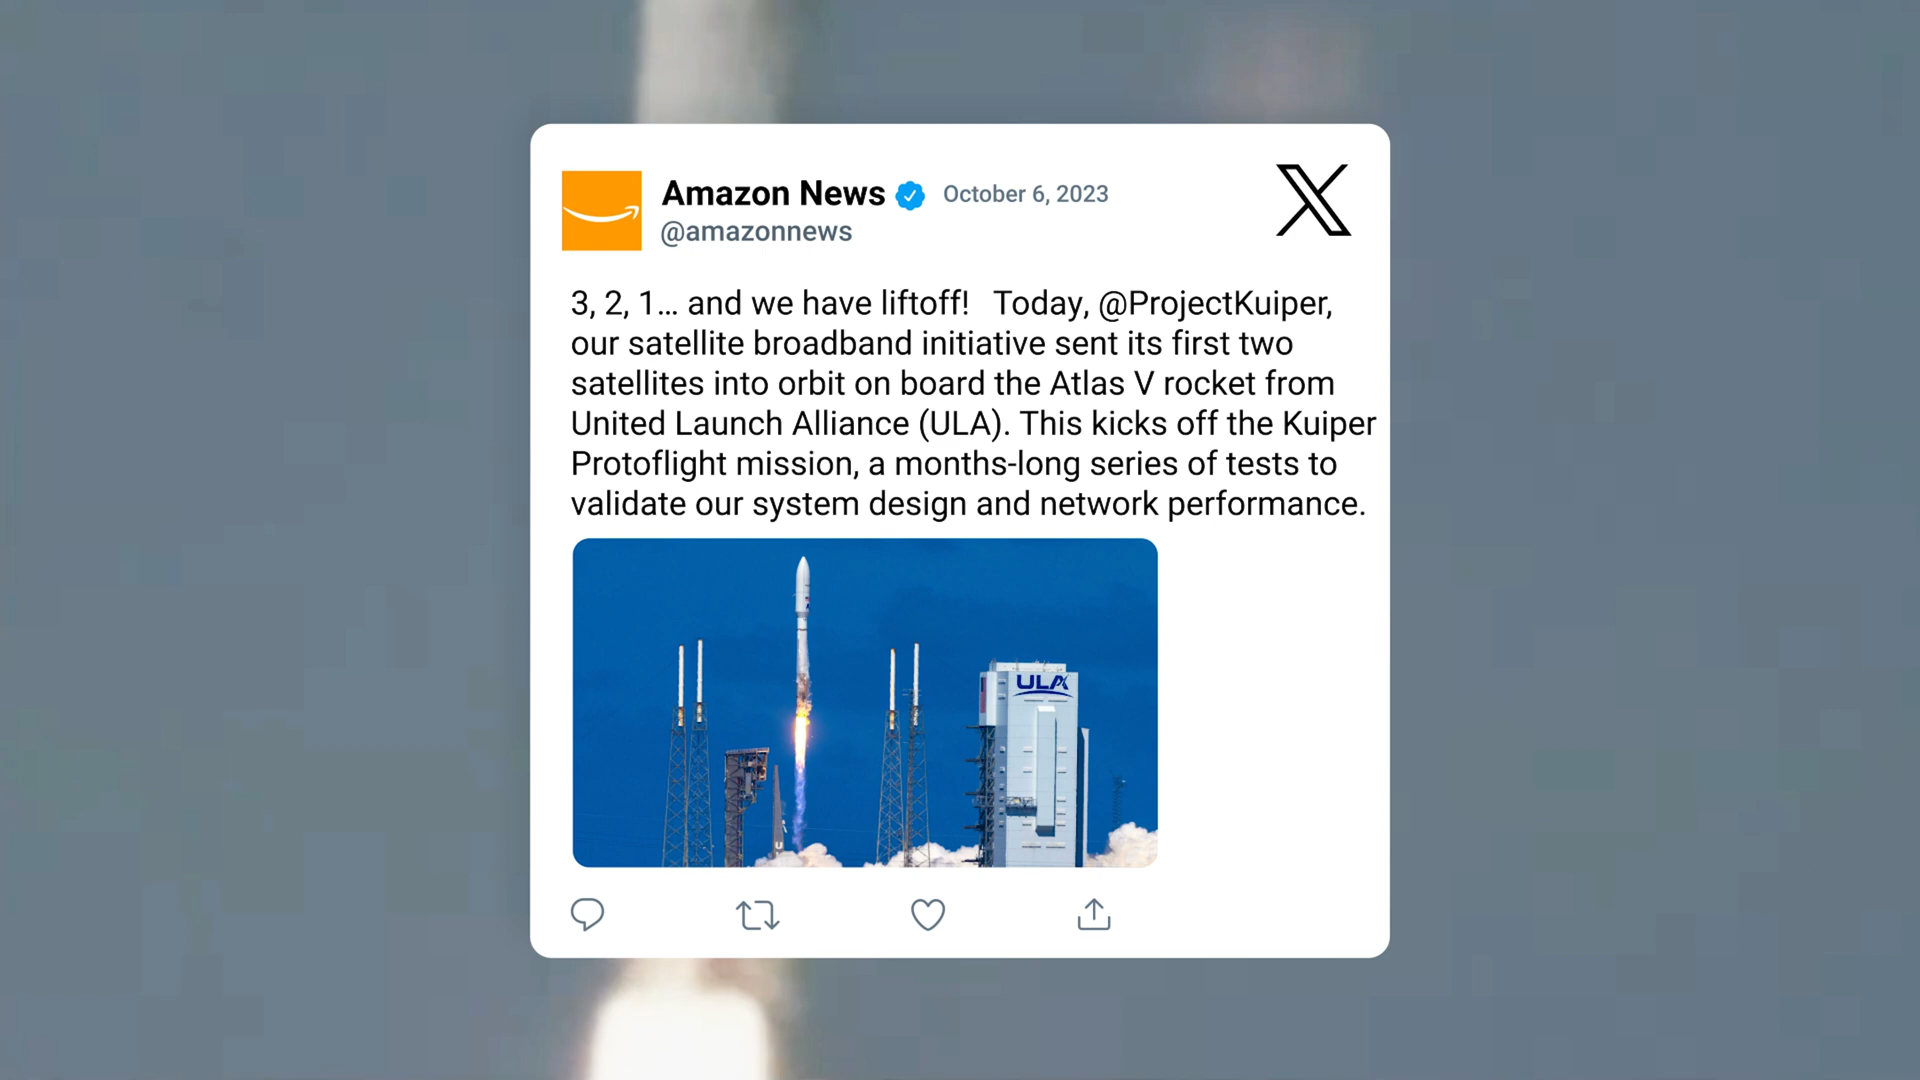 Amazon News October 6, 2023
@amazonnews
3, 2, 1... and we have liftoff! Today, @ProjectKuiper,
our satellite broadband initiative sent its first two
satellites into orbit on board the Atlas V rocket from
United Launch Alliance (ULA). This kicks off the Kuiper
Protoflight mission, a months-long series of tests to
validate our system design and network performance.
ULA